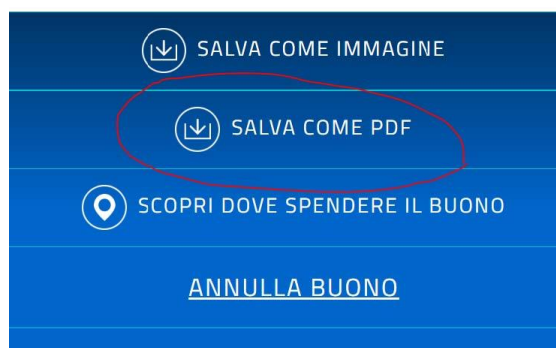 SALVA COME IMMAGINE
SALVA COME PDF
SCOPRI DOVE SPENDERE IL BUONO
ANNULLA BUONO